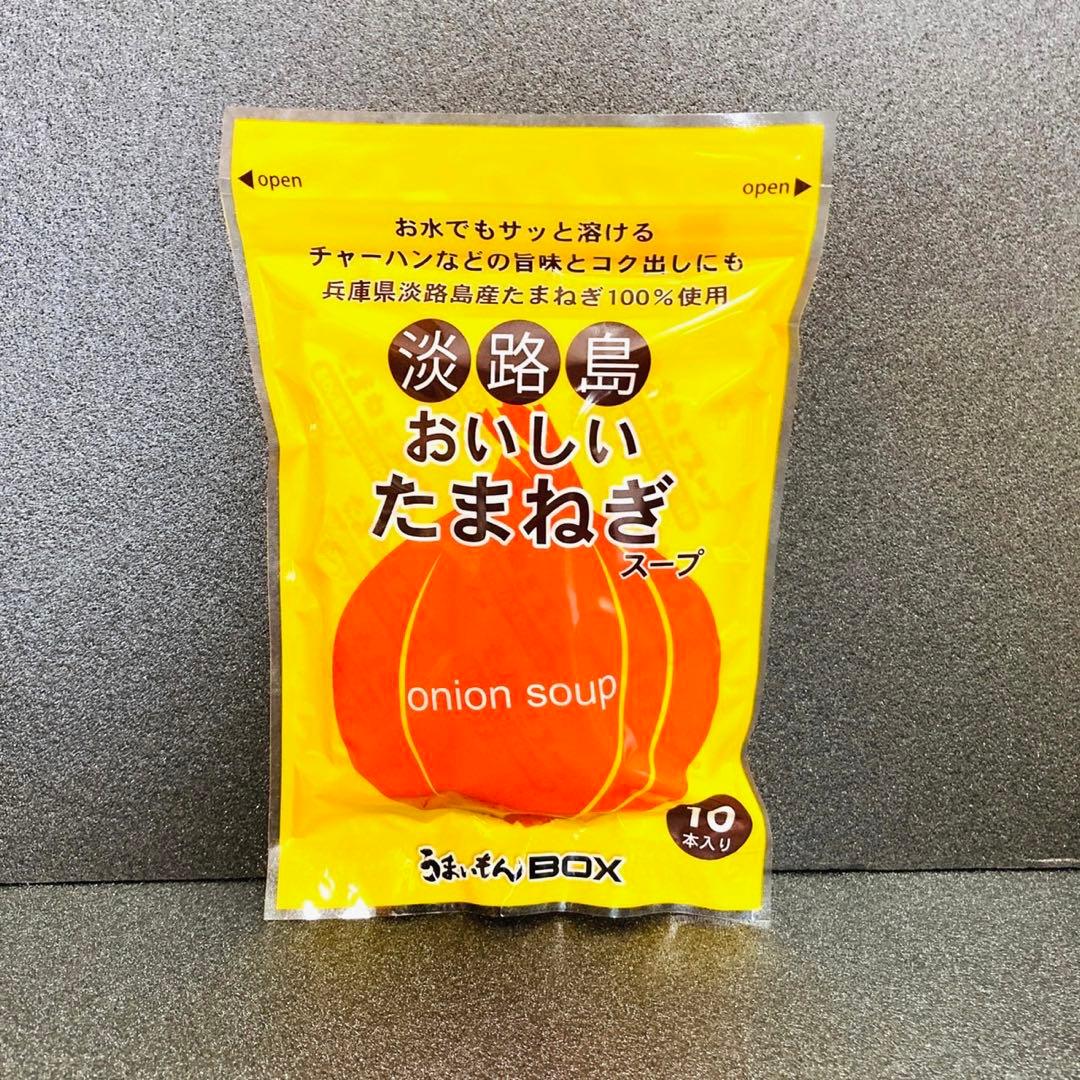 ◀open
open▶
お水でもサッと溶ける
チャーハンなどの旨味とコク出しにも
兵庫県淡路島産たまねぎ100%使用
淡路島
おいしい
たまねぎ
スープ
onion soup
10
本入り
うまいもんBOX